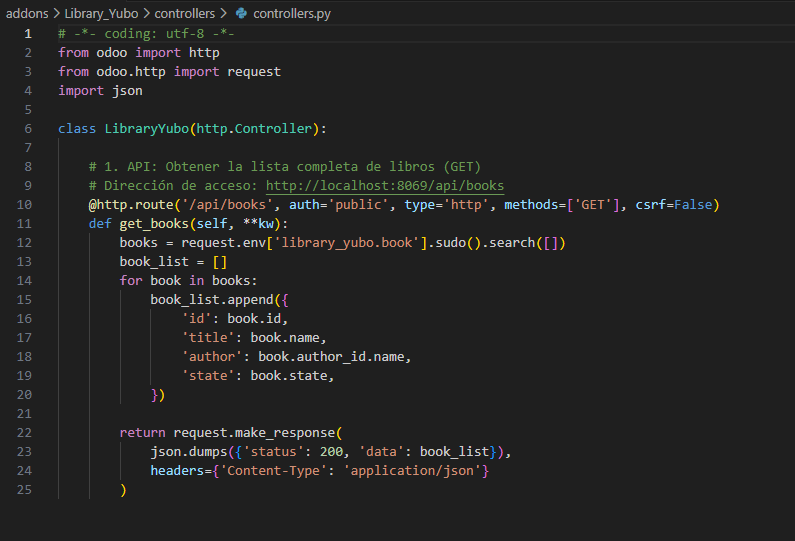 addons > Library_Yubo > controllers > controllers.py
1 # -*- coding: utf-8 -*-
2 from odoo import http
3 from odoo.http import request
4 import json
5
6 class LibraryYubo(http.Controller):
7
8     # 1. API: Obtener la lista completa de libros (GET)
9     # Dirección de acceso: http://localhost:8069/api/books
10     @http.route('/api/books', auth='public', type='http', methods=['GET'], csrf=False)
11     def get_books(self, **kw):
12         books = request.env['library_yubo.book'].sudo().search([])
13         book_list = []
14         for book in books:
15             book_list.append({
16                 'id': book.id,
17                 'title': book.name,
18                 'author': book.author_id.name,
19                 'state': book.state,
20             })
21
22         return request.make_response(
23             json.dumps({'status': 200, 'data': book_list}),
24             headers={'Content-Type': 'application/json'}
25         )